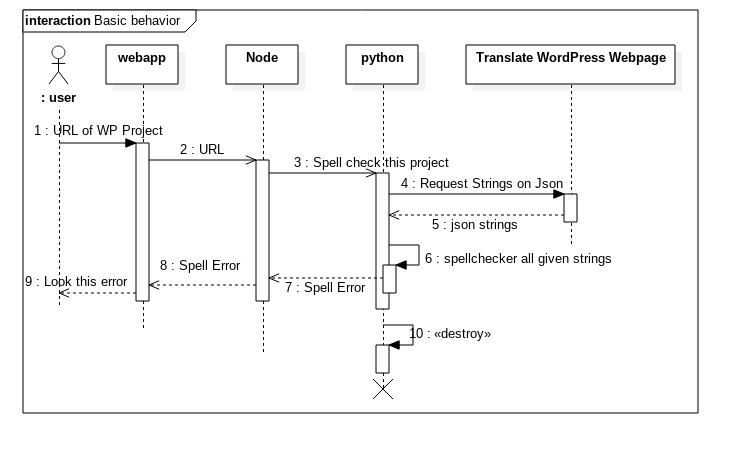 interaction Basic behavior
webapp
Node
python
Translate WordPress Webpage
: user
1 : URL of WP Project
2 : URL
3 : Spell check this project
4 : Request Strings on Json
5 : json strings
6 : spellchecker all given strings
8 : Spell Error
7 : Spell Error
9 : Look this error
10 : «destroy»